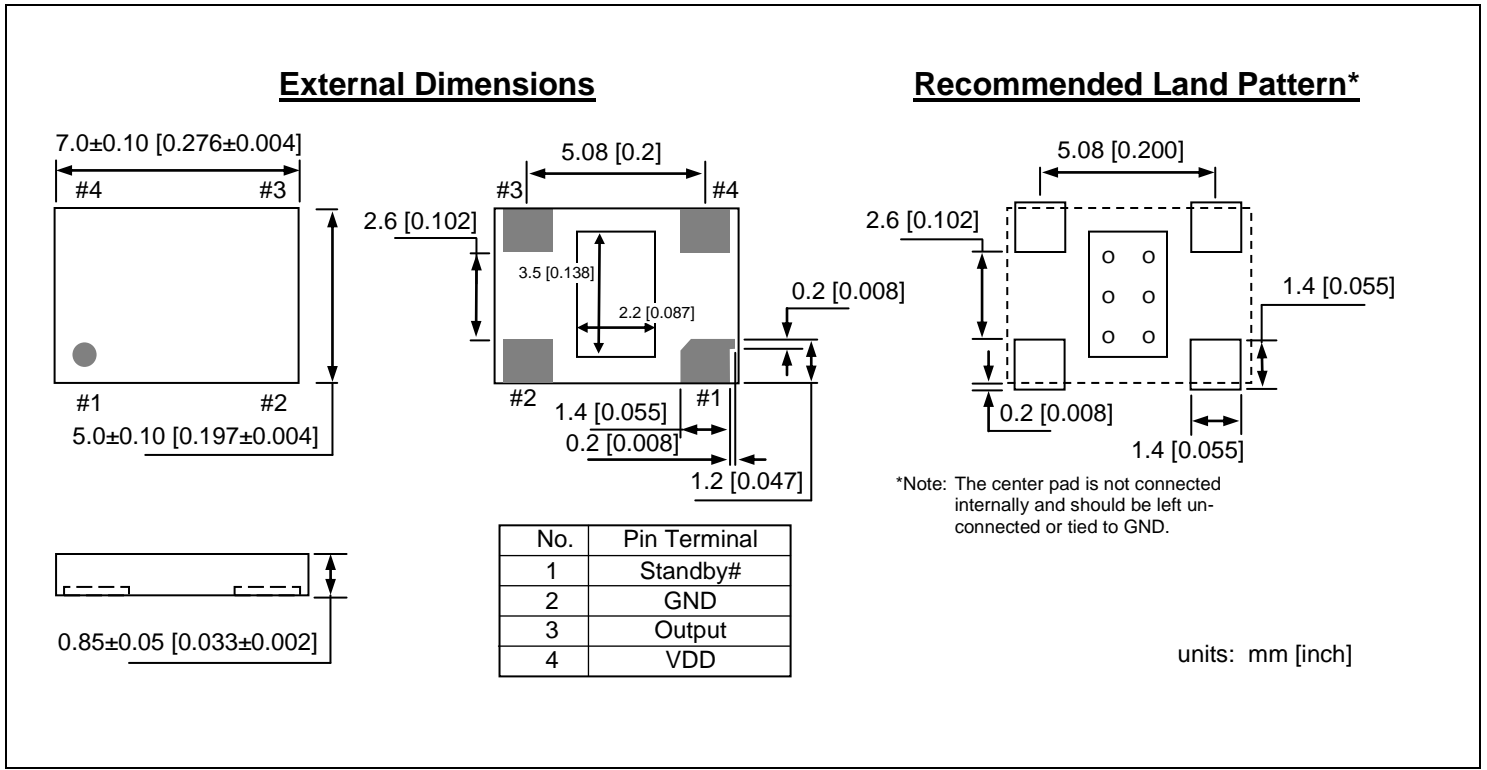 External Dimensions
Recommended Land Pattern*
7.0±0.10 [0.276±0.004]
#4 #3
#1 #2
5.0±0.10 [0.197±0.004]
5.08 [0.2]
#3 #4
2.6 [0.102]
3.5 [0.138]
2.2 [0.087]
0.2 [0.008]
#2 #1
1.4 [0.055]
0.2 [0.008]
1.2 [0.047]
5.08 [0.200]
2.6 [0.102]
1.4 [0.055]
0.2 [0.008]
1.4 [0.055]
*Note: The center pad is not connected
internally and should be left un-
connected or tied to GND.
0.85±0.05 [0.033±0.002]
No. Pin Terminal
1 Standby#
2 GND
3 Output
4 VDD
units: mm [inch]